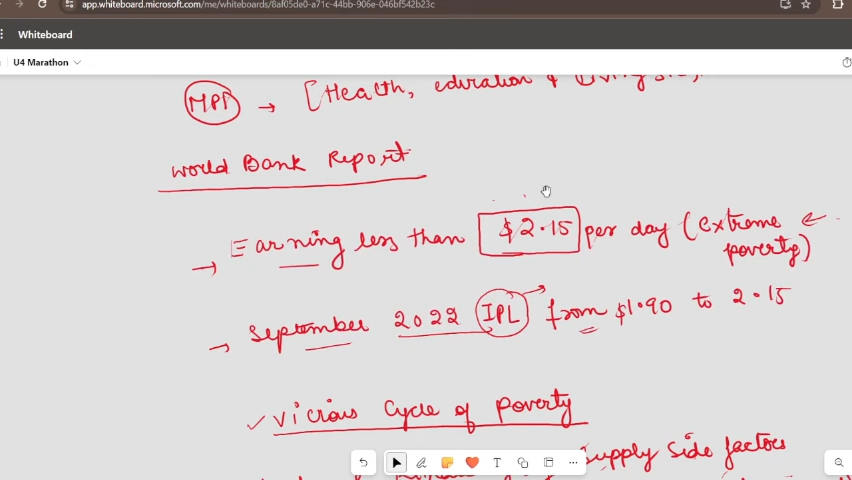 app.whiteboard.microsoft.com/me/whiteboards/8af05de0-a71c-44bb-906e-046bf542b23c
Whiteboard
U4 Marathon
MPI → [Health, education & Living
World Bank Report
→ Earning less than $2.15 per day (extreme poverty) ←
→ September 2022 IPL → from $1.90 to 2.15
✓ Vicious Cycle of Poverty
supply side factors